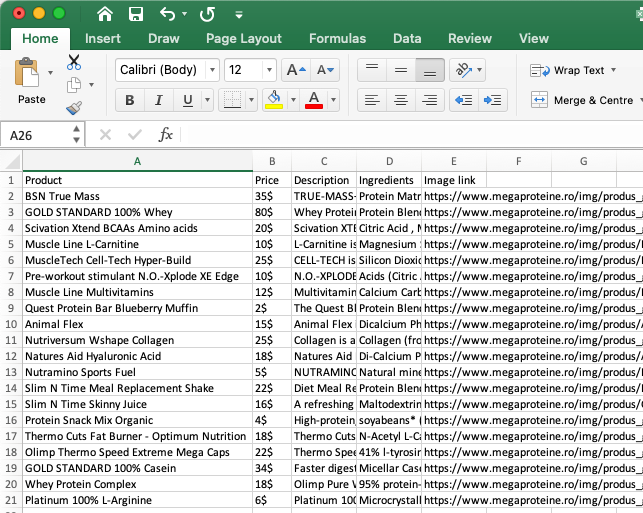 Home Insert Draw Page Layout Formulas Data Review View
Paste Calibri (Body) 12 A A Wrap Text
B I U A Merge & Centre
A26 fx
A B C D E F G
1 Product Price Description Ingredients Image link
2 BSN True Mass 35$ TRUE-MASS- Protein Matr https://www.megaproteine.ro/img/produs_
3 GOLD STANDARD 100% Whey 80$ Whey Protei Protein Blen https://www.megaproteine.ro/img/produs_
4 Scivation Xtend BCAAs Amino acids 20$ Scivation XTE Citric Acid , https://www.megaproteine.ro/img/produs_
5 Muscle Line L-Carnitine 10$ L-Carnitine is Magnesium https://www.megaproteine.ro/img/produs/
6 MuscleTech Cell-Tech Hyper-Build 25$ CELL-TECH is Silicon Dioxi https://www.megaproteine.ro/img/produs_
7 Pre-workout stimulant N.O.-Xplode XE Edge 10$ N.O.-XPLODE Acids (Citric https://www.megaproteine.ro/img/produs_
8 Muscle Line Multivitamins 12$ Multivitamin Calcium Carb https://www.megaproteine.ro/img/produs/
9 Quest Protein Bar Blueberry Muffin 2$ The Quest Bl Protein Blen https://www.megaproteine.ro/img/produs_
10 Animal Flex 15$ Animal Flex Dicalcium Ph https://www.megaproteine.ro/img/produs/
11 Nutriversum Wshape Collagen 25$ Collagen is a Collagen (fro https://www.megaproteine.ro/img/produs_
12 Natures Aid Hyaluronic Acid 18$ Natures Aid Di-Calcium P https://www.megaproteine.ro/img/produs/
13 Nutramino Sports Fuel 5$ NUTRAMINO Natural mine https://www.megaproteine.ro/img/produs_
14 Slim N Time Meal Replacement Shake 22$ Diet Meal Re Protein Blen https://www.megaproteine.ro/img/produs/
15 Slim N Time Skinny Juice 16$ A refreshing Maltodextrin https://www.megaproteine.ro/img/produs/
16 Protein Snack Mix Organic 4$ High-protein, soyabeans* ( https://www.megaproteine.ro/img/produs_
17 Thermo Cuts Fat Burner - Optimum Nutrition 18$ Thermo Cuts N-Acetyl L-C https://www.megaproteine.ro/img/produs_
18 Olimp Thermo Speed Extreme Mega Caps 22$ Thermo Spee 41% l-tyrosin https://www.megaproteine.ro/img/produs_
19 GOLD STANDARD 100% Casein 34$ Faster digest Micellar Case https://www.megaproteine.ro/img/produs_
20 Whey Protein Complex 18$ Olimp Pure 95% protein- https://www.megaproteine.ro/img/produs_
21 Platinum 100% L-Arginine 6$ Platinum 100 Microcrystall https://www.megaproteine.ro/img/produs_